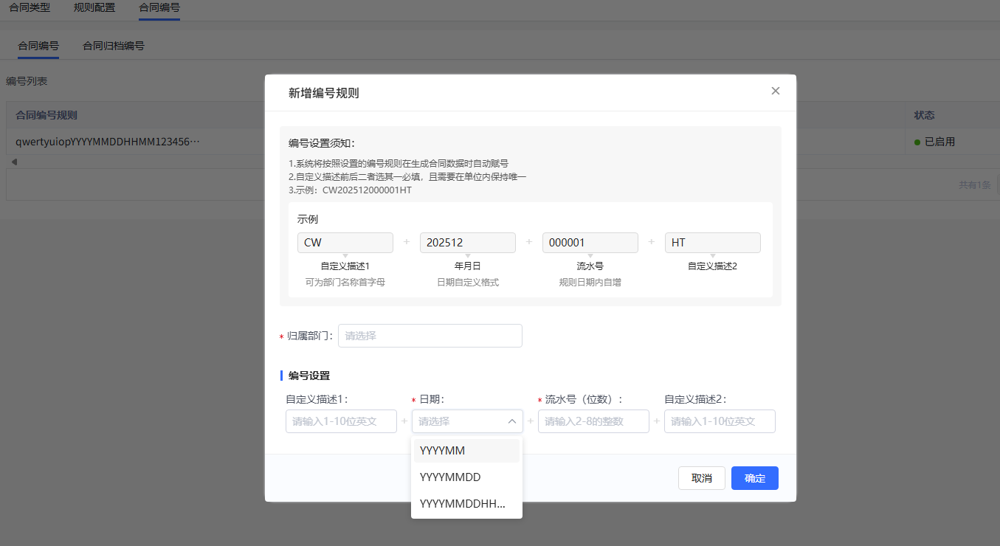 合同类型 规则配置 合同编号
合同编号 合同归档编号
编号列表
合同编号规则 状态
qwertyuiopYYYYMMDDHHMM123456··· 已启用
共有1条
新增编号规则
编号设置须知：
1.系统将按照设置的编号规则在生成合同数据时自动赋号
2.自定义描述前后二者选其一必填，且需要在单位内保持唯一
3.示例：CW202512000001HT
示例
CW + 202512 + 000001 + HT
自定义描述1 年月日 流水号 自定义描述2
可为部门名称首字母 日期自定义格式 规则日期内自增
* 归属部门： 请选择
编号设置
自定义描述1： * 日期： * 流水号（位数）： 自定义描述2：
请输入1-10位英文 + 请选择 + 请输入2-8的整数 + 请输入1-10位英文
YYYYMM
YYYYMMDD
YYYYMMDDHH...
取消 确定